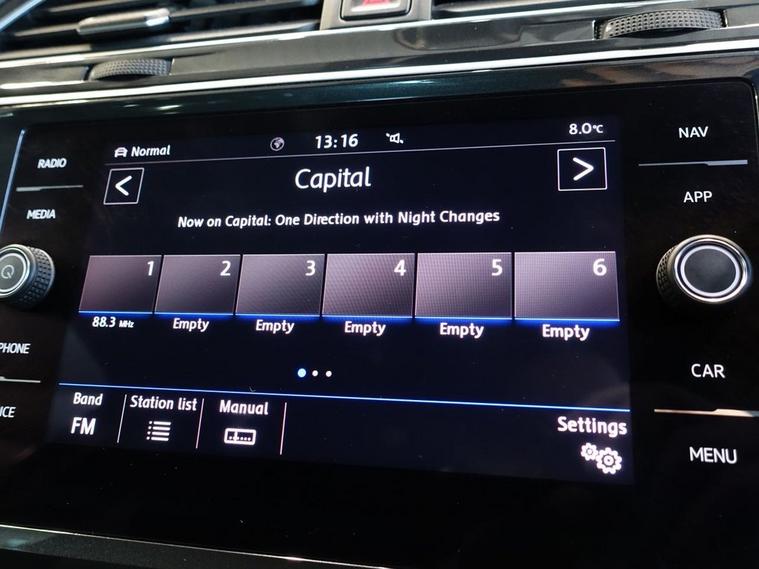 RADIO
MEDIA
PHONE
Normal
13:16
8.0°C
Capital
Now on Capital: One Direction with Night Changes
1 2 3 4 5 6
88.3 MHz Empty Empty Empty Empty Empty
Band
FM
Station list
Manual
Settings
NAV
APP
CAR
MENU